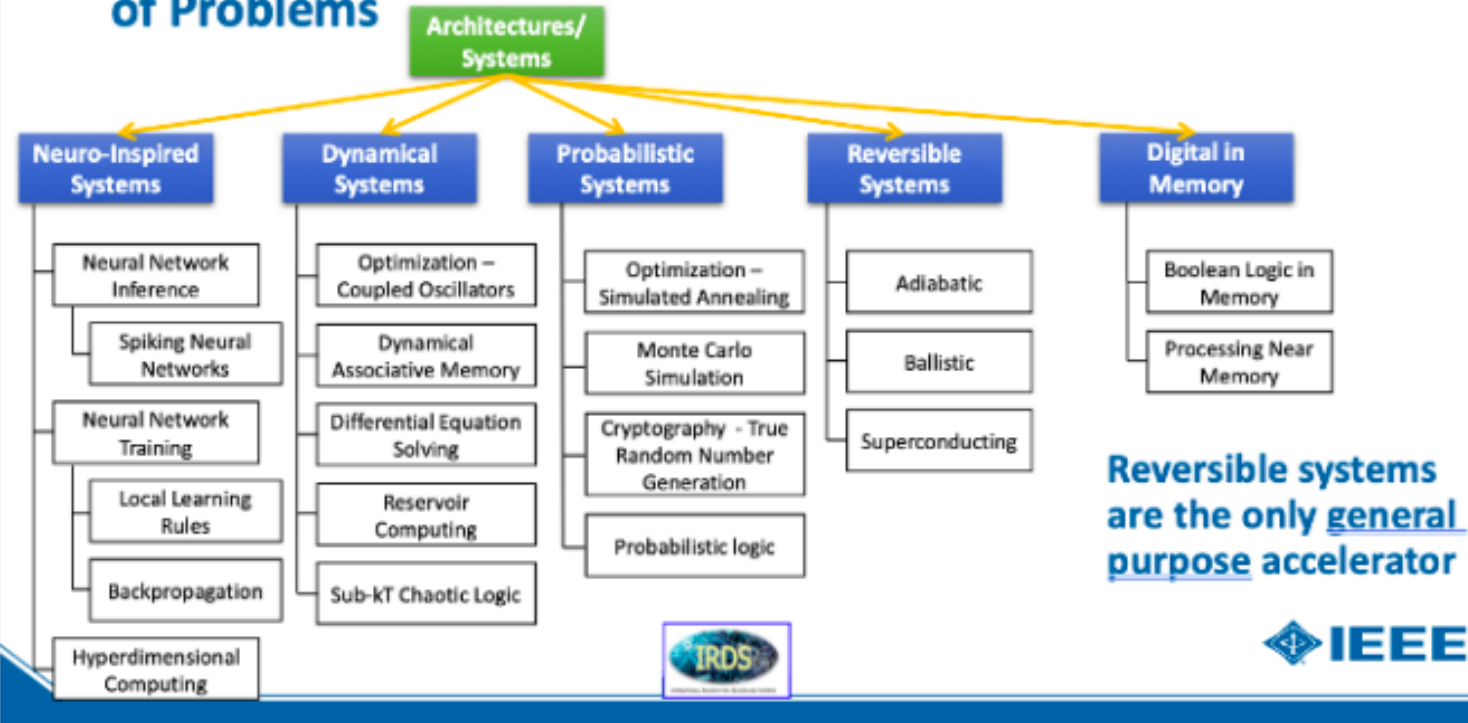 of Problems
Architectures/
Systems
Neuro-Inspired
Systems
Neural Network
Inference
Spiking Neural
Networks
Neural Network
Training
Local Learning
Rules
Backpropagation
Hyperdimensional
Computing
Dynamical
Systems
Optimization –
Coupled Oscillators
Dynamical
Associative Memory
Differential Equation
Solving
Reservoir
Computing
Sub-kT Chaotic Logic
Probabilistic
Systems
Optimization –
Simulated Annealing
Monte Carlo
Simulation
Cryptography - True
Random Number
Generation
Probabilistic logic
Reversible
Systems
Adiabatic
Ballistic
Superconducting
Digital in
Memory
Boolean Logic in
Memory
Processing Near
Memory
Reversible systems
are the only general
purpose accelerator
IRDS
IEEE